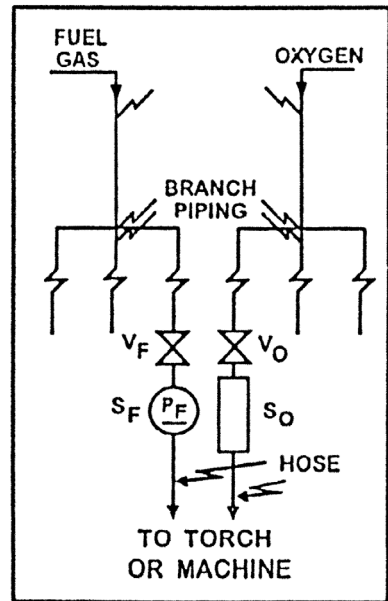 FUEL
GAS
OXYGEN
BRANCH
PIPING
VF
VO
SF
PF
SO
HOSE
TO TORCH
OR MACHINE